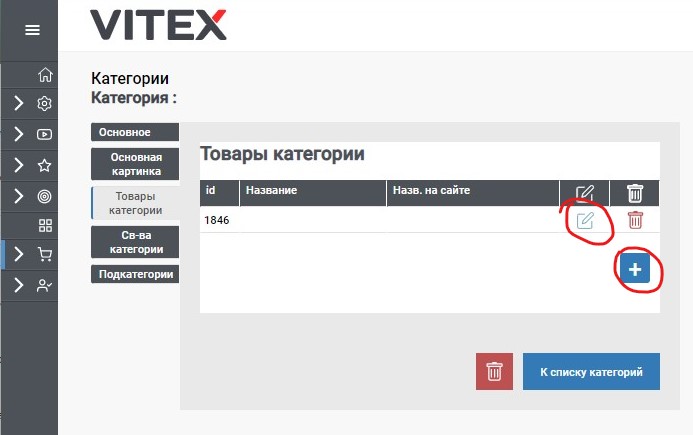 VITEX
Категории
Категория :
Основное
Основная
картинка
Товары
категории
Св-ва
категории
Подкатегории
Товары категории
id Название Назв. на сайте
1846
+
К списку категорий